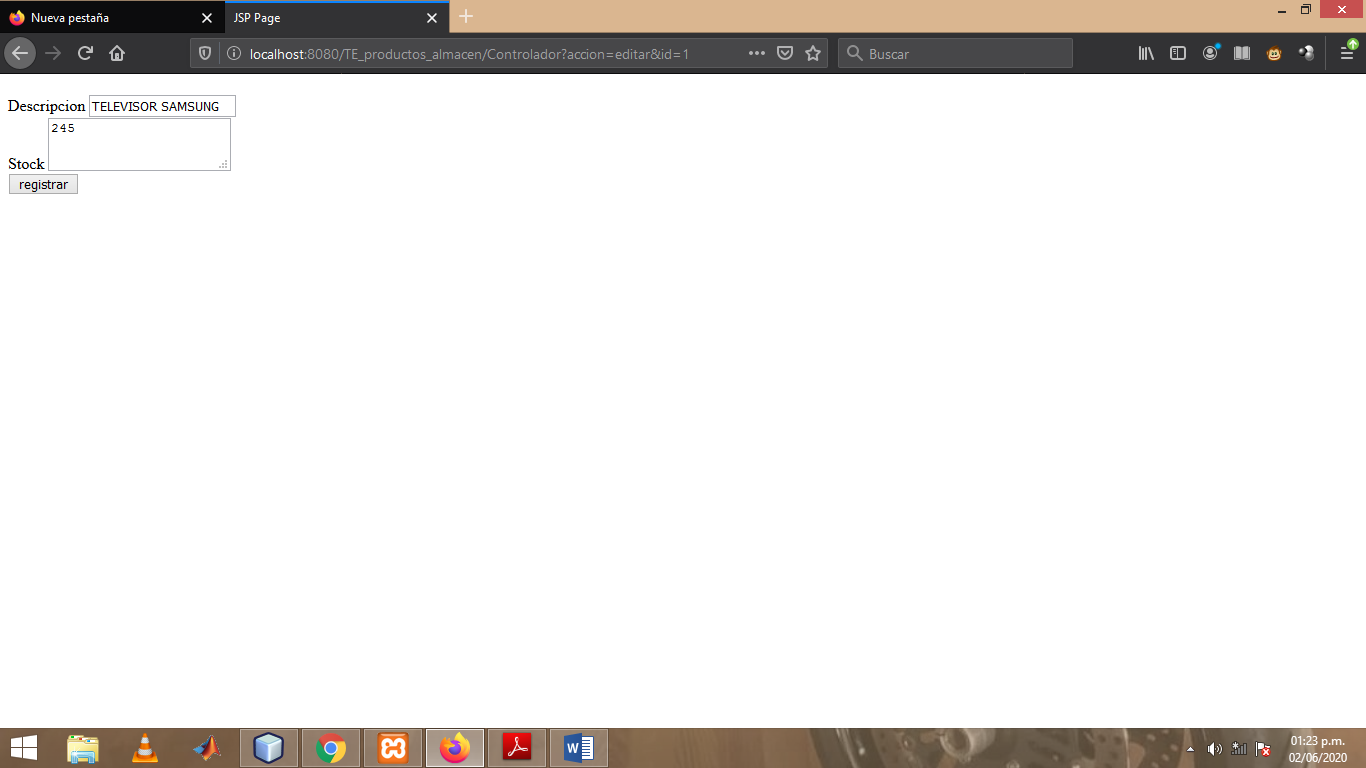 Nueva pestaña
JSP Page
localhost:8080/TE_productos_almacen/Controlador?accion=editar&id=1
Buscar
Descripcion TELEVISOR SAMSUNG
245
Stock
registrar
01:23 p.m.
02/06/2020